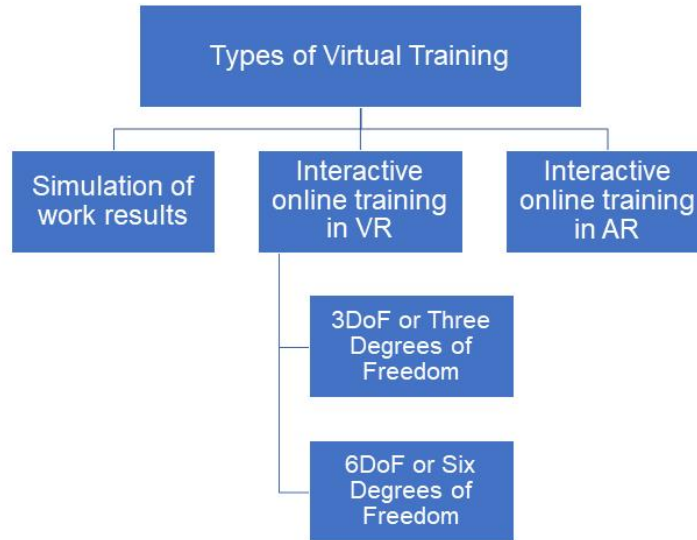 Types of Virtual Training
Simulation of
work results
Interactive
online training
in VR
Interactive
online training
in AR
3DoF or Three
Degrees of
Freedom
6DoF or Six
Degrees of
Freedom